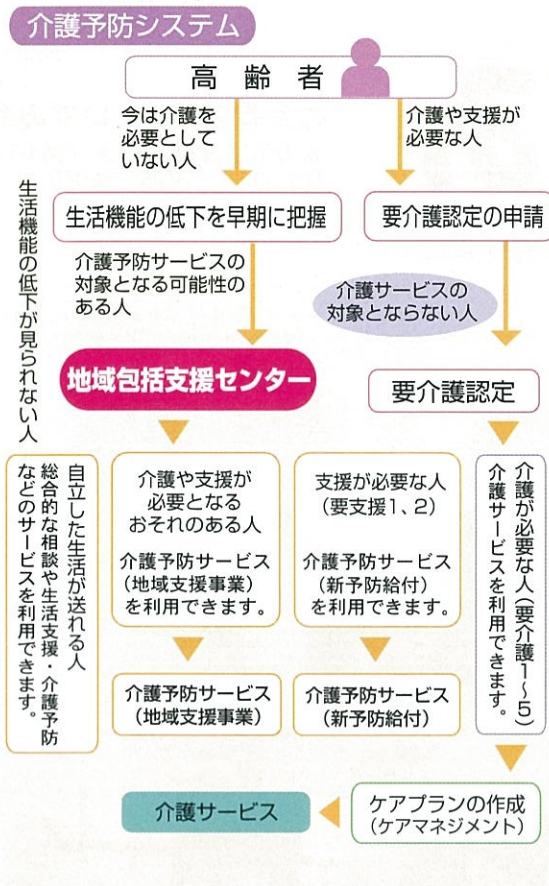 介護予防システム
高齢者
今は介護を
必要として
いない人
介護や支援が
必要な人
生活機能の低下を早期に把握
要介護認定の申請
生活機能の低下が見られない人
介護予防サービスの
対象となる可能性の
ある人
介護サービスの
対象とならない人
地域包括支援センター
要介護認定
自立した生活が送れる人
総合的な相談や生活支援・介護予防
などのサービスを利用できます。
介護や支援が
必要となる
おそれのある人
介護予防サービス
(地域支援事業)
を利用できます。
支援が必要な人
(要支援1、2)
介護予防サービス
(新予防給付)
を利用できます。
介護が必要な人(要介護1~5)
介護サービスを利用できます。
介護予防サービス
(地域支援事業)
介護予防サービス
(新予防給付)
介護サービス
ケアプランの作成
(ケアマネジメント)